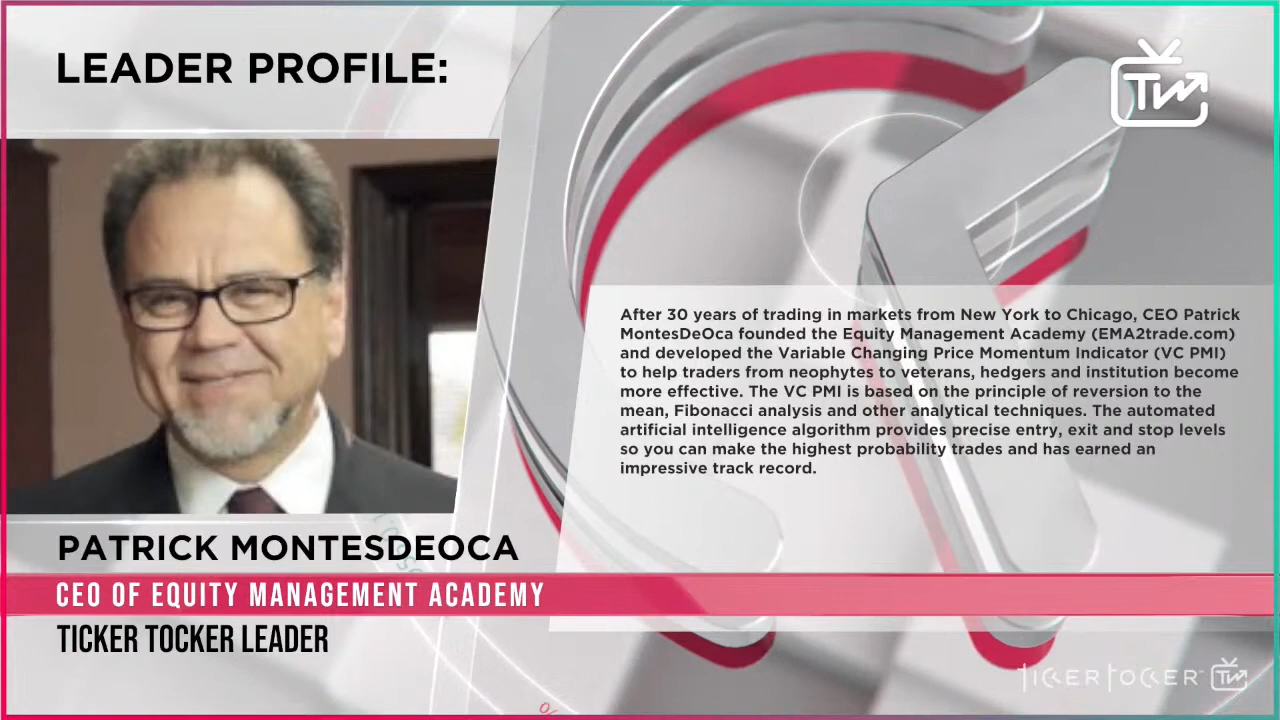 LEADER PROFILE:
TW
After 30 years of trading in markets from New York to Chicago, CEO Patrick
MontesDeOca founded the Equity Management Academy (EMA2trade.com)
and developed the Variable Changing Price Momentum Indicator (VC PMI)
to help traders from neophytes to veterans, hedgers and institution become
more effective. The VC PMI is based on the principle of reversion to the
mean, Fibonacci analysis and other analytical techniques. The automated
artificial intelligence algorithm provides precise entry, exit and stop levels
so you can make the highest probability trades and has earned an
impressive track record.
PATRICK MONTESDEOCA
CEO OF EQUITY MANAGEMENT ACADEMY
TICKER TOCKER LEADER
TICKERTOCKER TW